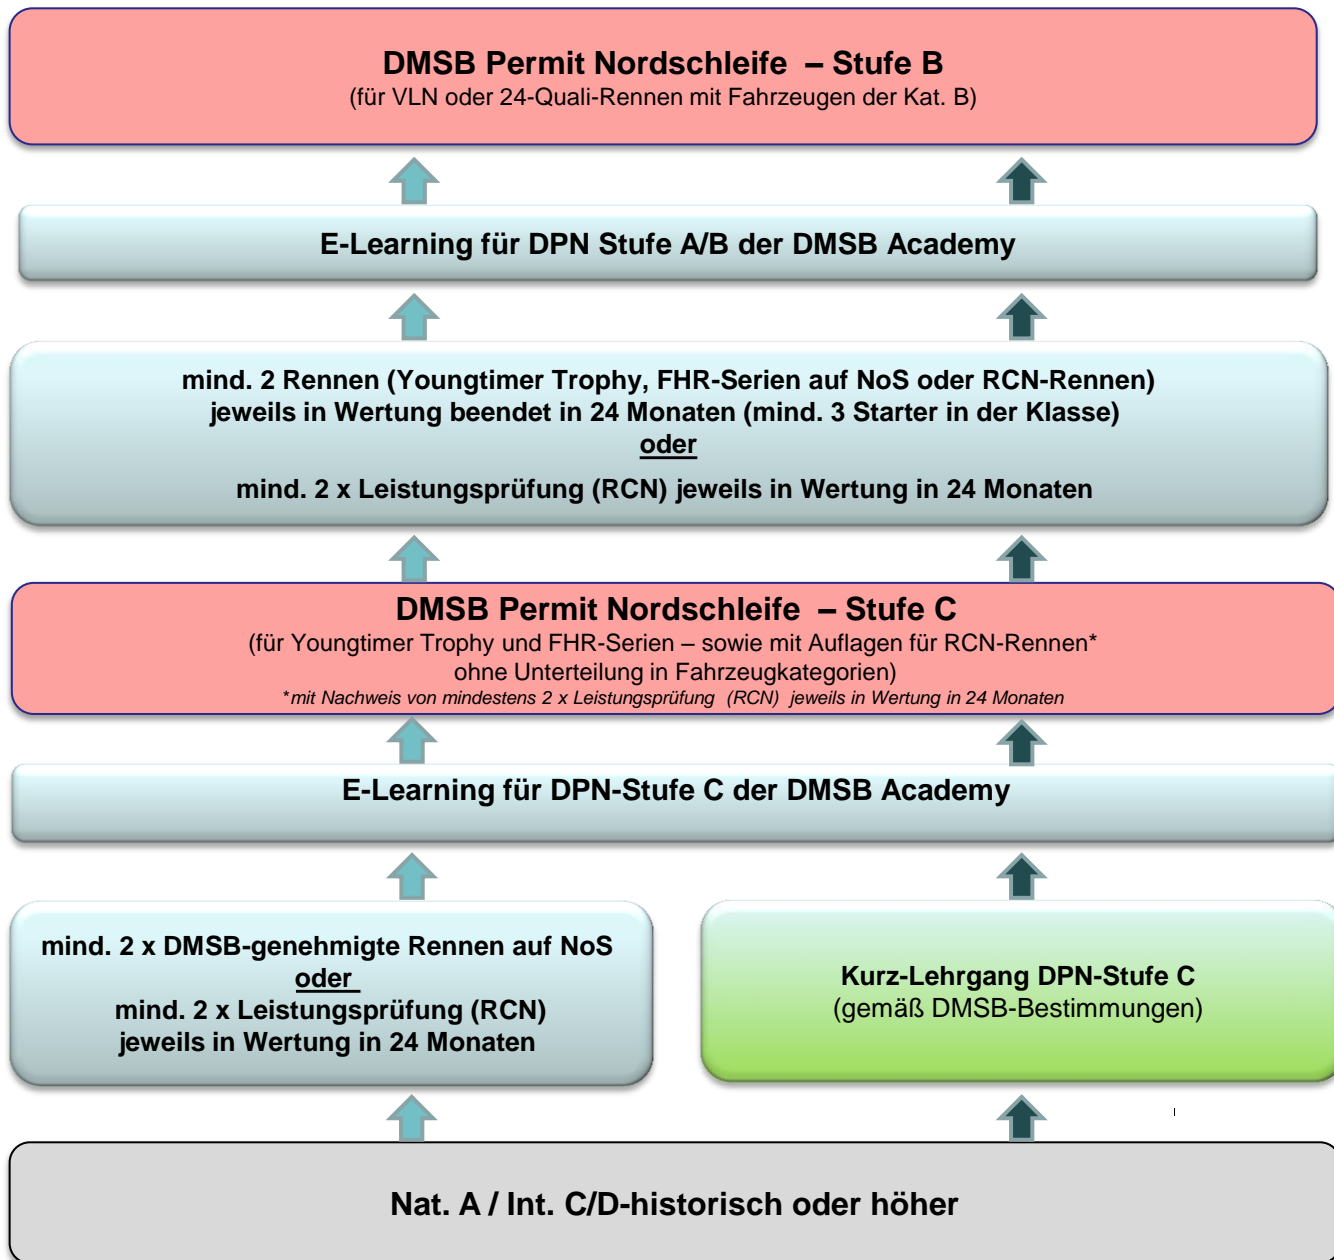 DMSB Permit Nordschleife – Stufe B
(für VLN oder 24-Quali-Rennen mit Fahrzeugen der Kat. B)
E-Learning für DPN Stufe A/B der DMSB Academy
mind. 2 Rennen (Youngtimer Trophy, FHR-Serien auf NoS oder RCN-Rennen)
jeweils in Wertung beendet in 24 Monaten (mind. 3 Starter in der Klasse)
oder
mind. 2 x Leistungsprüfung (RCN) jeweils in Wertung in 24 Monaten
DMSB Permit Nordschleife – Stufe C
(für Youngtimer Trophy und FHR-Serien – sowie mit Auflagen für RCN-Rennen*
ohne Unterteilung in Fahrzeugkategorien)
*mit Nachweis von mindestens 2 x Leistungsprüfung (RCN) jeweils in Wertung in 24 Monaten
E-Learning für DPN-Stufe C der DMSB Academy
mind. 2 x DMSB-genehmigte Rennen auf NoS
oder
mind. 2 x Leistungsprüfung (RCN)
jeweils in Wertung in 24 Monaten
Kurz-Lehrgang DPN-Stufe C
(gemäß DMSB-Bestimmungen)
Nat. A / Int. C/D-historisch oder höher